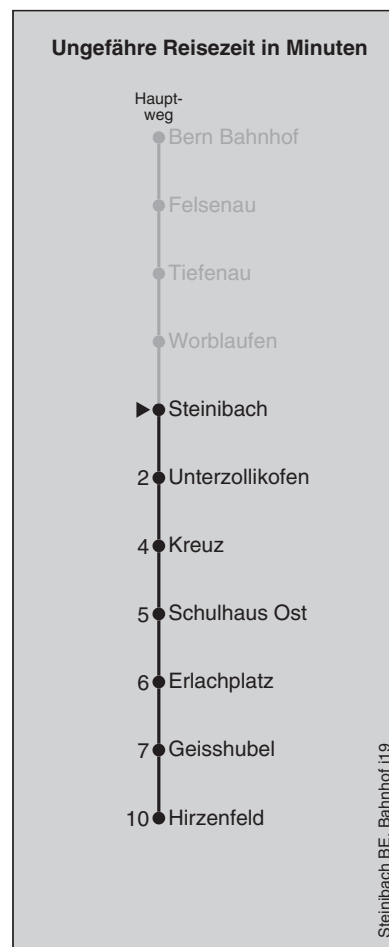 Ungefähre Reisezeit in Minuten
Haupt-
weg
Bern Bahnhof
Felsenau
Tiefenau
Worblaufen
Steinibach
2 Unterzollikofen
4 Kreuz
5 Schulhaus Ost
6 Erlachplatz
7 Geisshubel
10 Hirzenfeld
Steinibach BE, Bahnhof j19